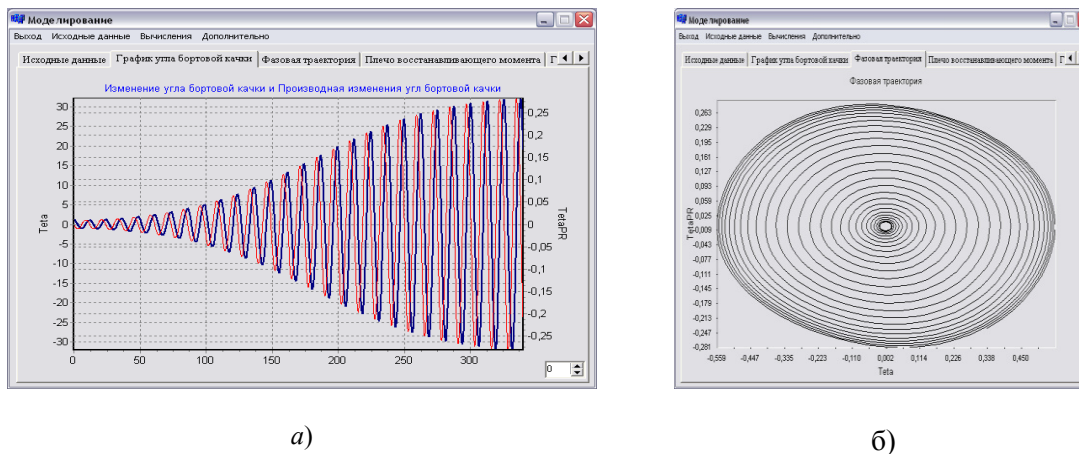 Моделирование
Выход Исходные данные Вычисления Дополнительно
Исходные данные График угла бортовой качки Фазовая траектория Плечо восстанавливающего момента Г
Изменение угла бортовой качки и Производная изменения угл бортовой качки
30
25
20
15
10
5
0
-5
-10
-15
-20
-25
-30
Teta
0,25
0,2
0,15
0,1
0,05
0
-0,05
-0,1
-0,15
-0,2
-0,25
TetaPR
0 50 100 150 200 250 300
0
а)
Моделирование
Выход Исходные данные Вычисления Дополнительно
Исходные данные График угла бортовой качки Фазовая траектория Плечо восстанавливающего момента Г
Фазовая траектория
0,263
0,229
0,195
0,161
0,127
0,093
0,059
0,025
-0,009
-0,043
-0,077
-0,111
-0,145
-0,179
-0,213
-0,247
-0,281
TetaPR
-0,559 -0,447 -0,335 -0,223 -0,110 0,002 0,114 0,226 0,338 0,450
Teta
б)